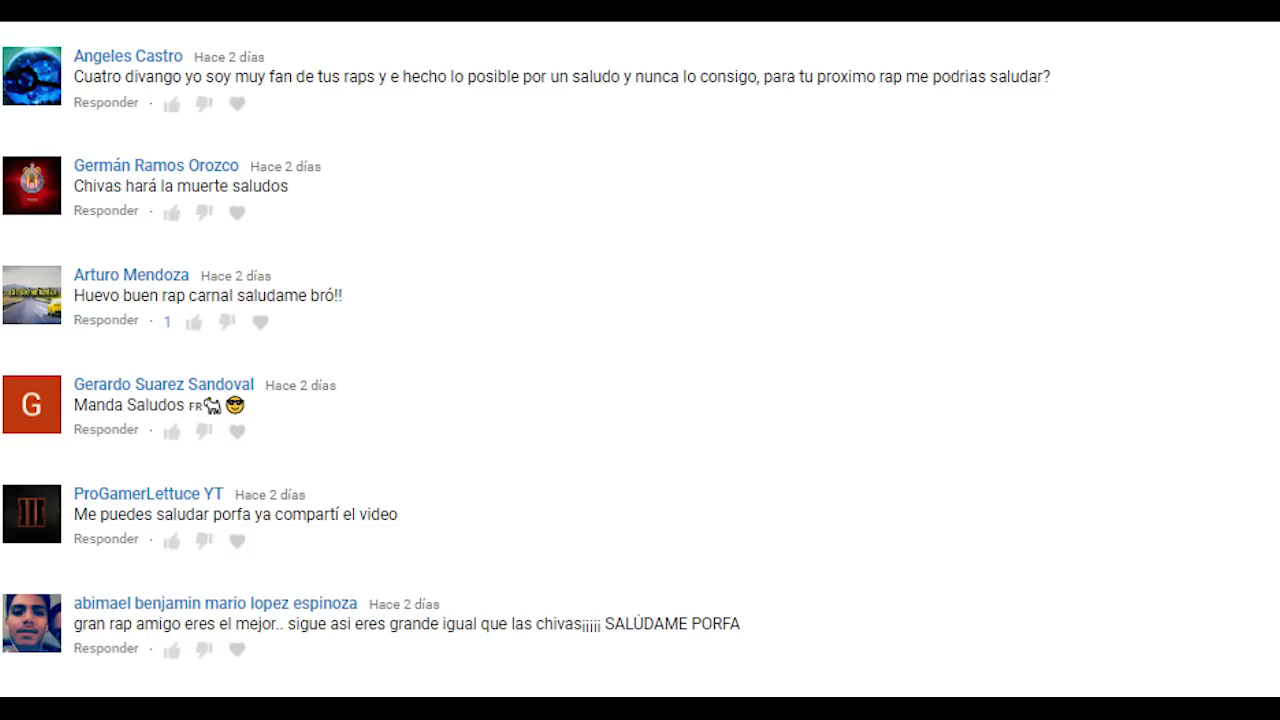 Angeles Castro Hace 2 días
Cuatro divango yo soy muy fan de tus raps y e hecho lo posible por un saludo y nunca lo consigo, para tu proximo rap me podrias saludar?
Responder ·
Germán Ramos Orozco Hace 2 días
Chivas hará la muerte saludos
Responder ·
Arturo Mendoza Hace 2 días
Huevo buen rap carnal saludame bró!!
Responder · 1
G
Gerardo Suarez Sandoval Hace 2 días
Manda Saludos FR🐐😎
Responder ·
ProGamerLettuce YT Hace 2 días
Me puedes saludar porfa ya compartí el video
Responder ·
abimael benjamin mario lopez espinoza Hace 2 días
gran rap amigo eres el mejor.. sigue asi eres grande igual que las chivas¡¡¡¡¡ SALÚDAME PORFA
Responder ·